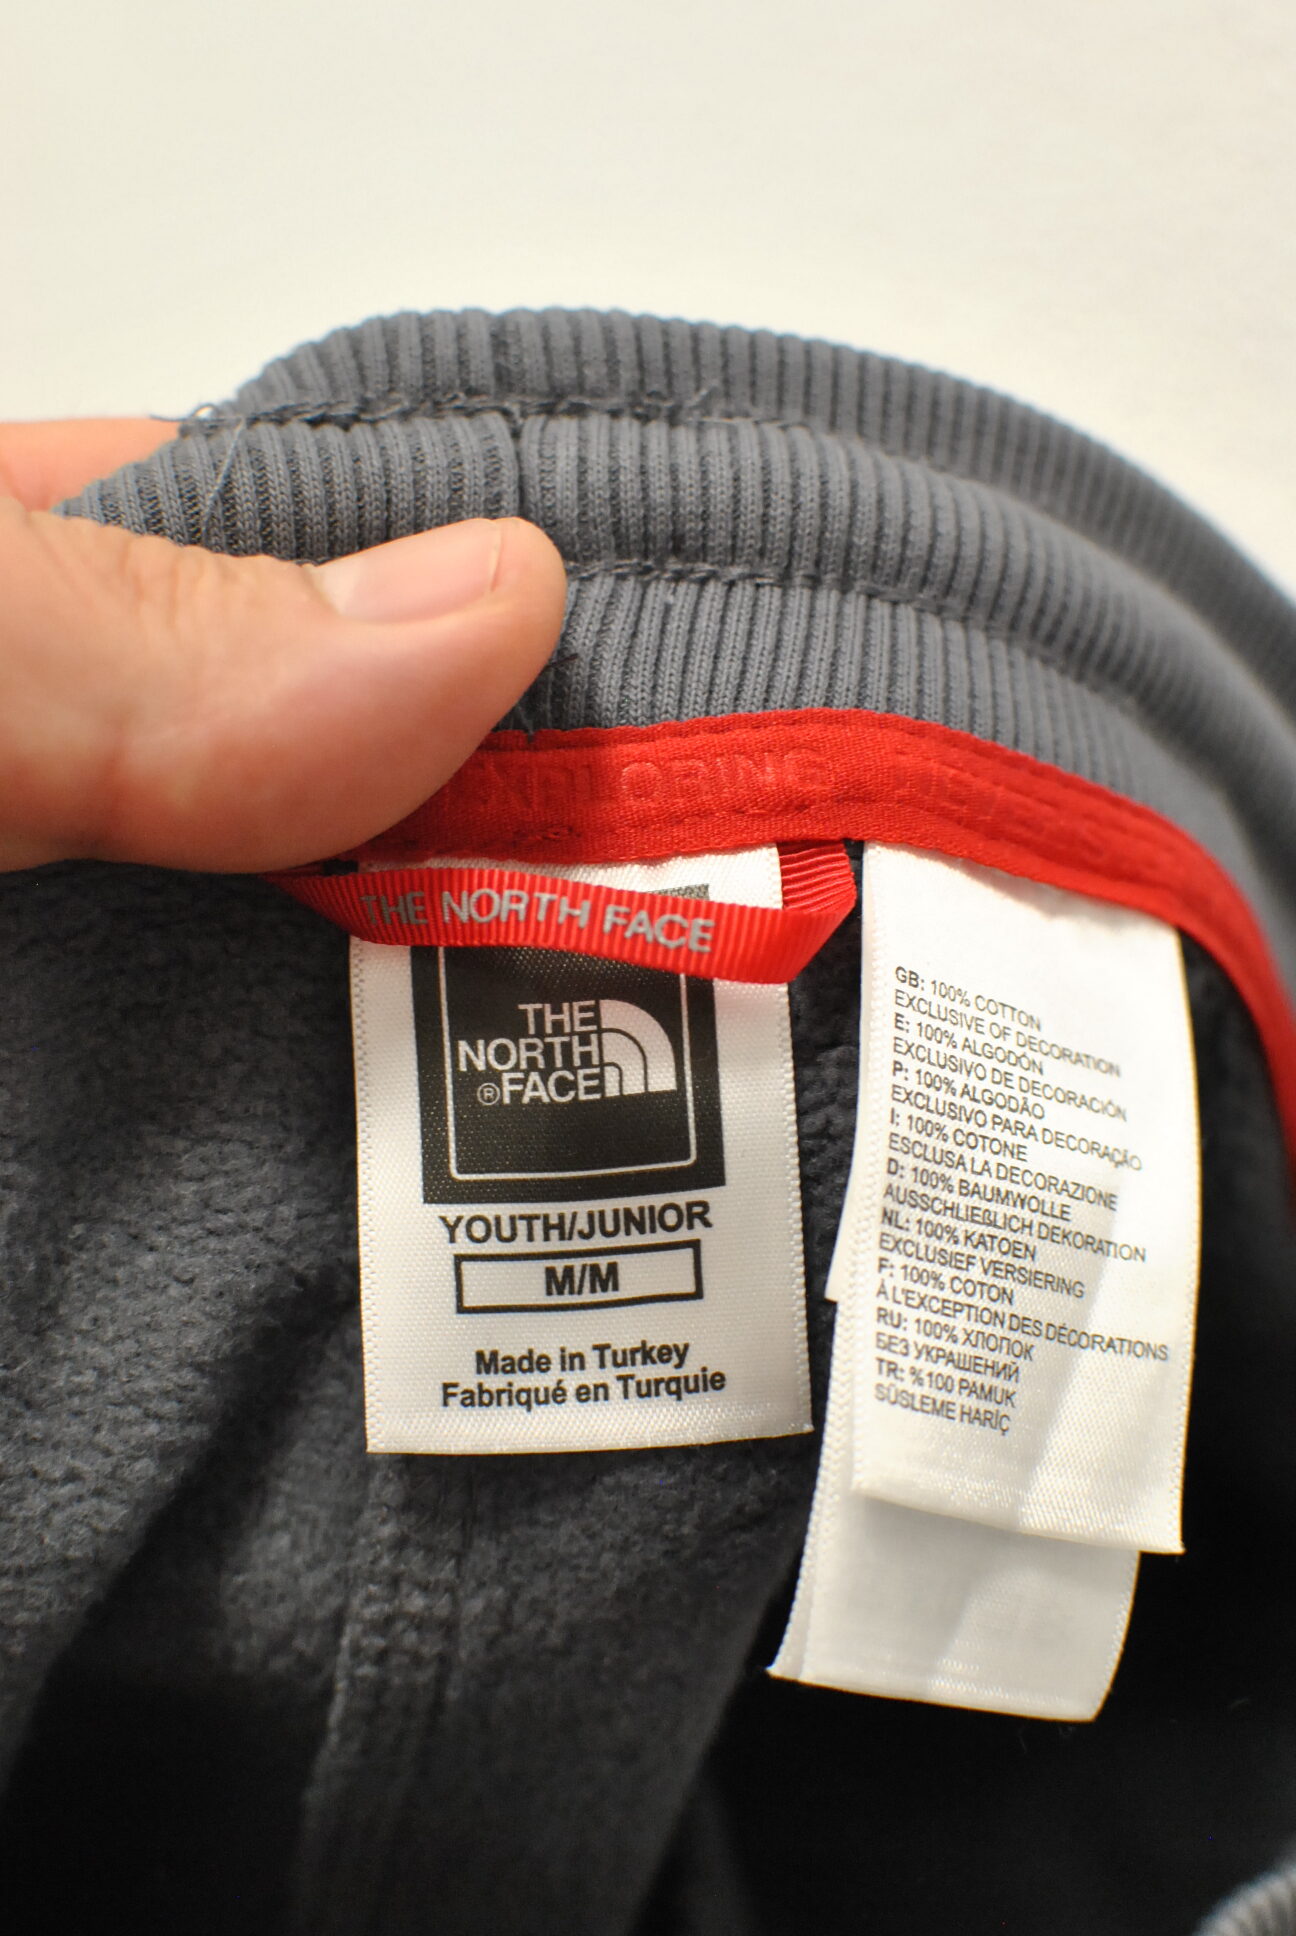 EXPLORING
THE NORTH FACE
THE
NORTH
®FACE
YOUTH/JUNIOR
M/M
Made in Turkey
Fabriqué en Turquie
GB: 100% COTTON
EXCLUSIVE OF DECORATION
E: 100% ALGODÓN
EXCLUSIVO DE DECORACIÓN
P: 100% ALGODÃO
EXCLUSIVO PARA DECORAÇÃO
I: 100% COTONE
ESCLUSA LA DECORAZIONE
D: 100% BAUMWOLLE
AUSSCHLIEßLICH DEKORATION
NL: 100% KATOEN
EXCLUSIEF VERSIERING
F: 100% COTON
À L'EXCEPTION DES DÉCORATIONS
RU: 100% ХЛОПОК
БЕЗ УКРАШЕНИЙ
TR: %100 PAMUK
SÜSLEME HARİÇ